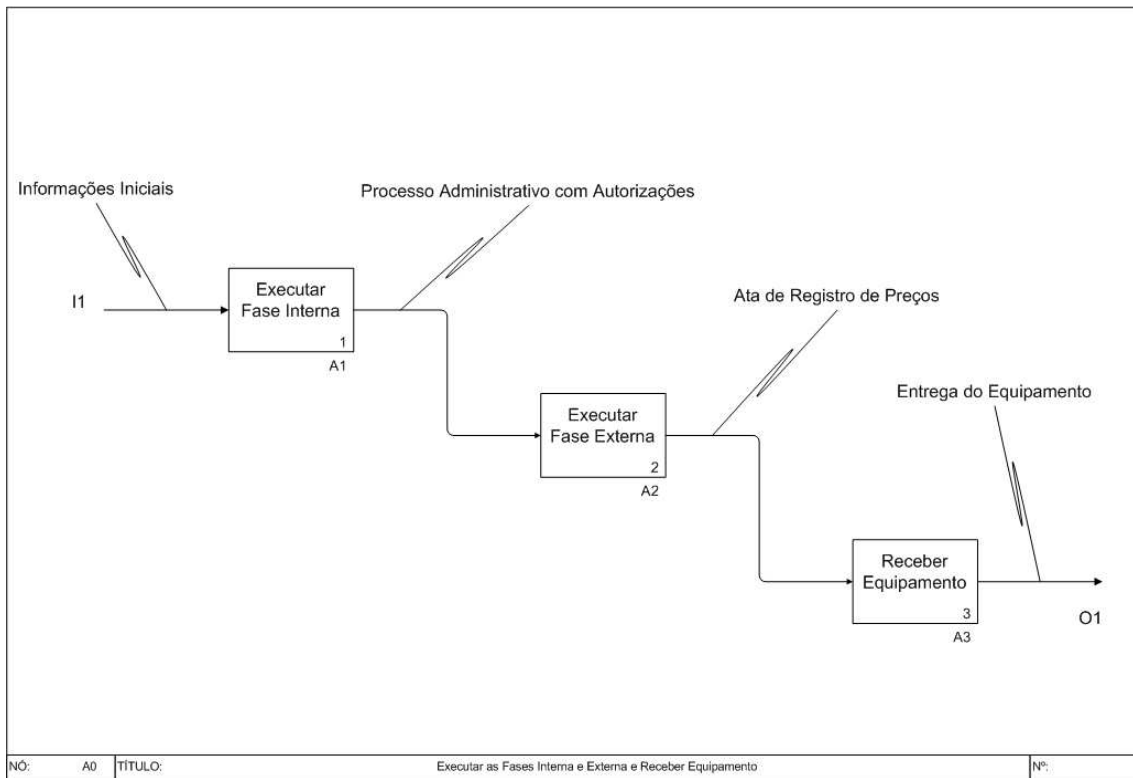 Informações Iniciais
Processo Administrativo com Autorizações
I1
Executar
Fase Interna
1
A1
Ata de Registro de Preços
Executar
Fase Externa
2
A2
Entrega do Equipamento
Receber
Equipamento
3
A3
O1
NÓ: A0 TÍTULO: Executar as Fases Interna e Externa e Receber Equipamento Nº: